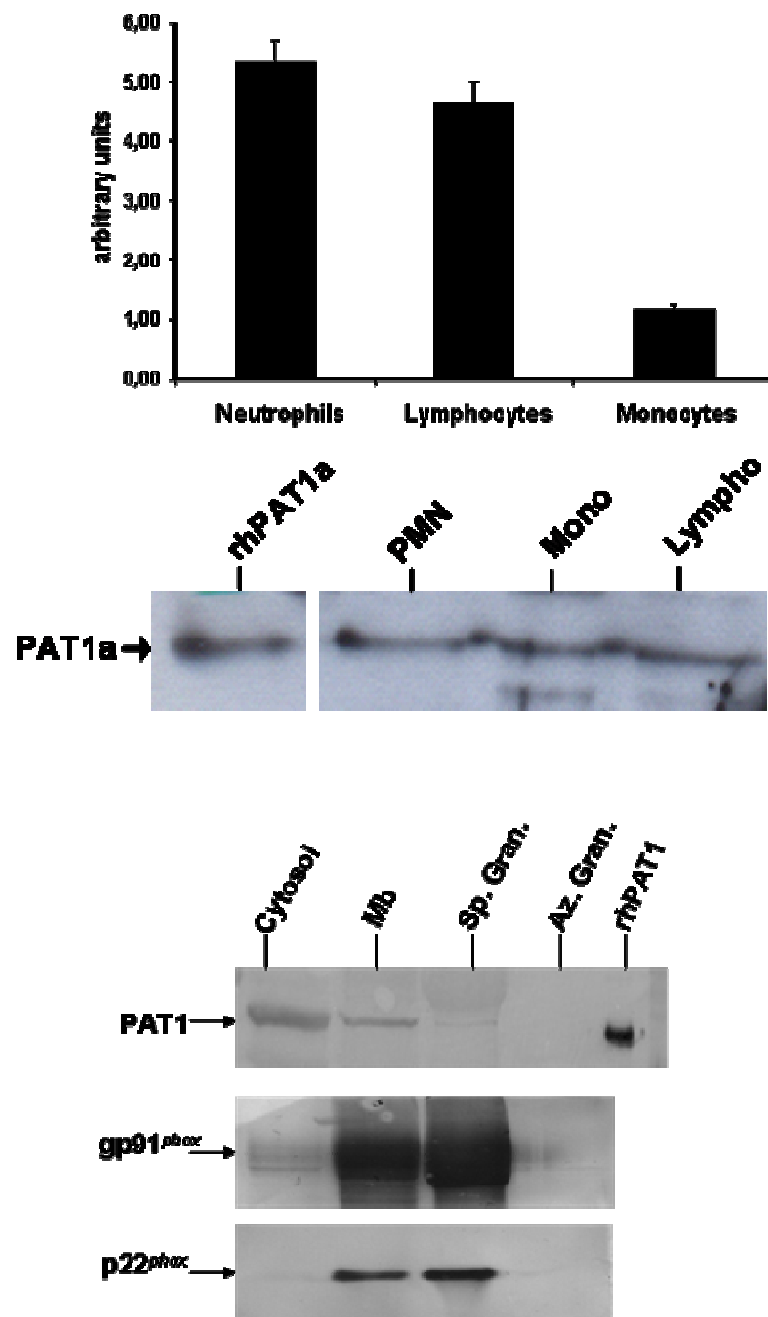 6,00
5,00
4,00
3,00
2,00
1,00
0,00
arbitrary units
Neutrophils Lymphocytes Monocytes
rhPAT1a PMN Mono Lympho
PAT1a
Cytosol Mb Sp. Gran. Az. Gran. rhPAT1
PAT1
gp91phox
p22phox